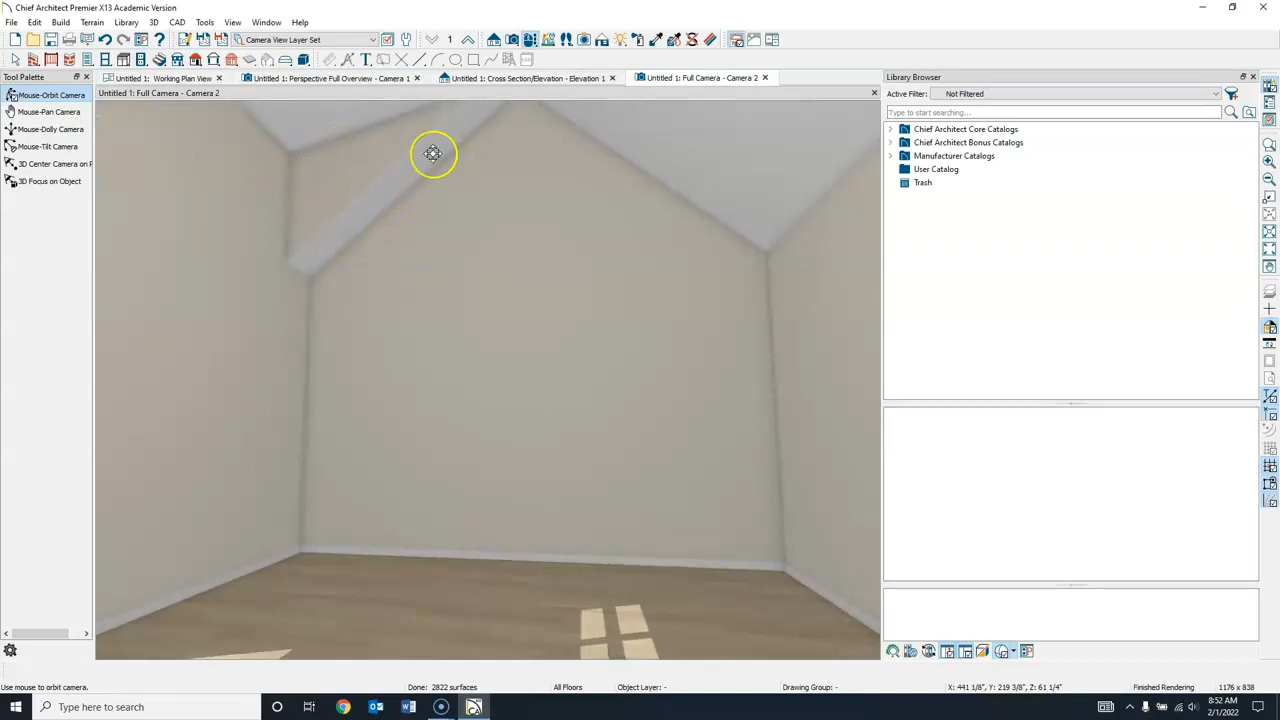 Chief Architect Premier X13 Academic Version
File Edit Build Terrain Library 3D CAD Tools View Window Help
Camera View Layer Set 1
Tool Palette
Untitled 1: Working Plan View
Untitled 1: Perspective Full Overview - Camera 1
Untitled 1: Cross Section/Elevation - Elevation 1
Untitled 1: Full Camera - Camera 2
Library Browser
Untitled 1: Full Camera - Camera 2
Active Filter: Not Filtered
Mouse-Orbit Camera
Mouse-Pan Camera
Mouse-Dolly Camera
Mouse-Tilt Camera
3D Center Camera on P
3D Focus on Object
Type to start searching...
Chief Architect Core Catalogs
Chief Architect Bonus Catalogs
Manufacturer Catalogs
User Catalog
Trash
Use mouse to orbit camera.
Done: 2822 surfaces
All Floors
Object Layer: -
Drawing Group: -
X: 441 1/8", Y: 219 3/8", Z: 61 1/4"
Finished Rendering
1176 x 838
Type here to search
8:52 AM
2/1/2022